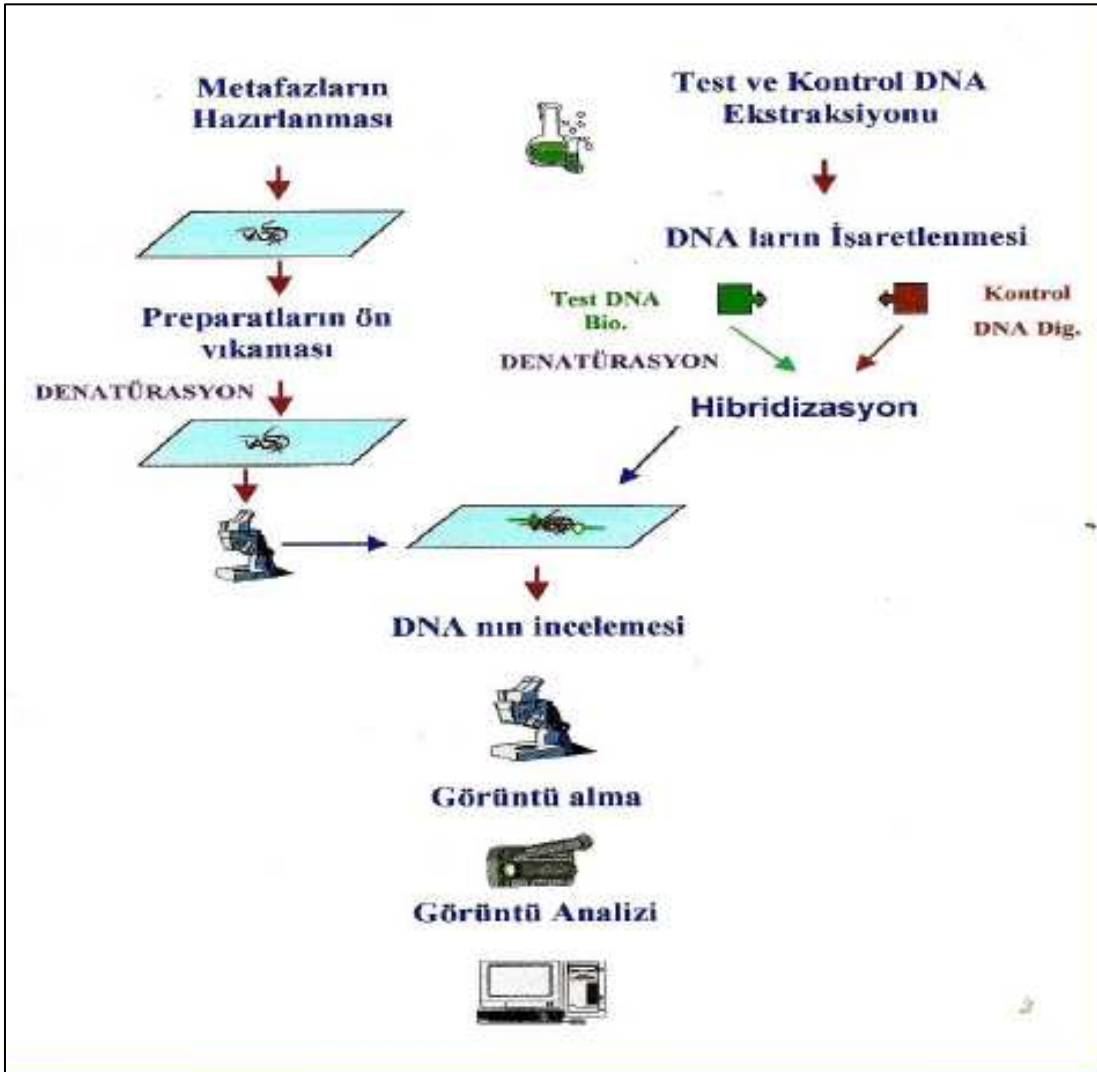 Metafazların
Hazırlanması
Test ve Kontrol DNA
Ekstraksiyonu
DNA ların İsaretlenmesi
Test DNA
Bio.
Kontrol
DNA Dig.
Preparatların ön
vıkaması
DENATÜRASYON
DENATÜRASYON
Hibridizasyon
DNA nın incelemesi
Görüntü alma
Görüntü Analizi